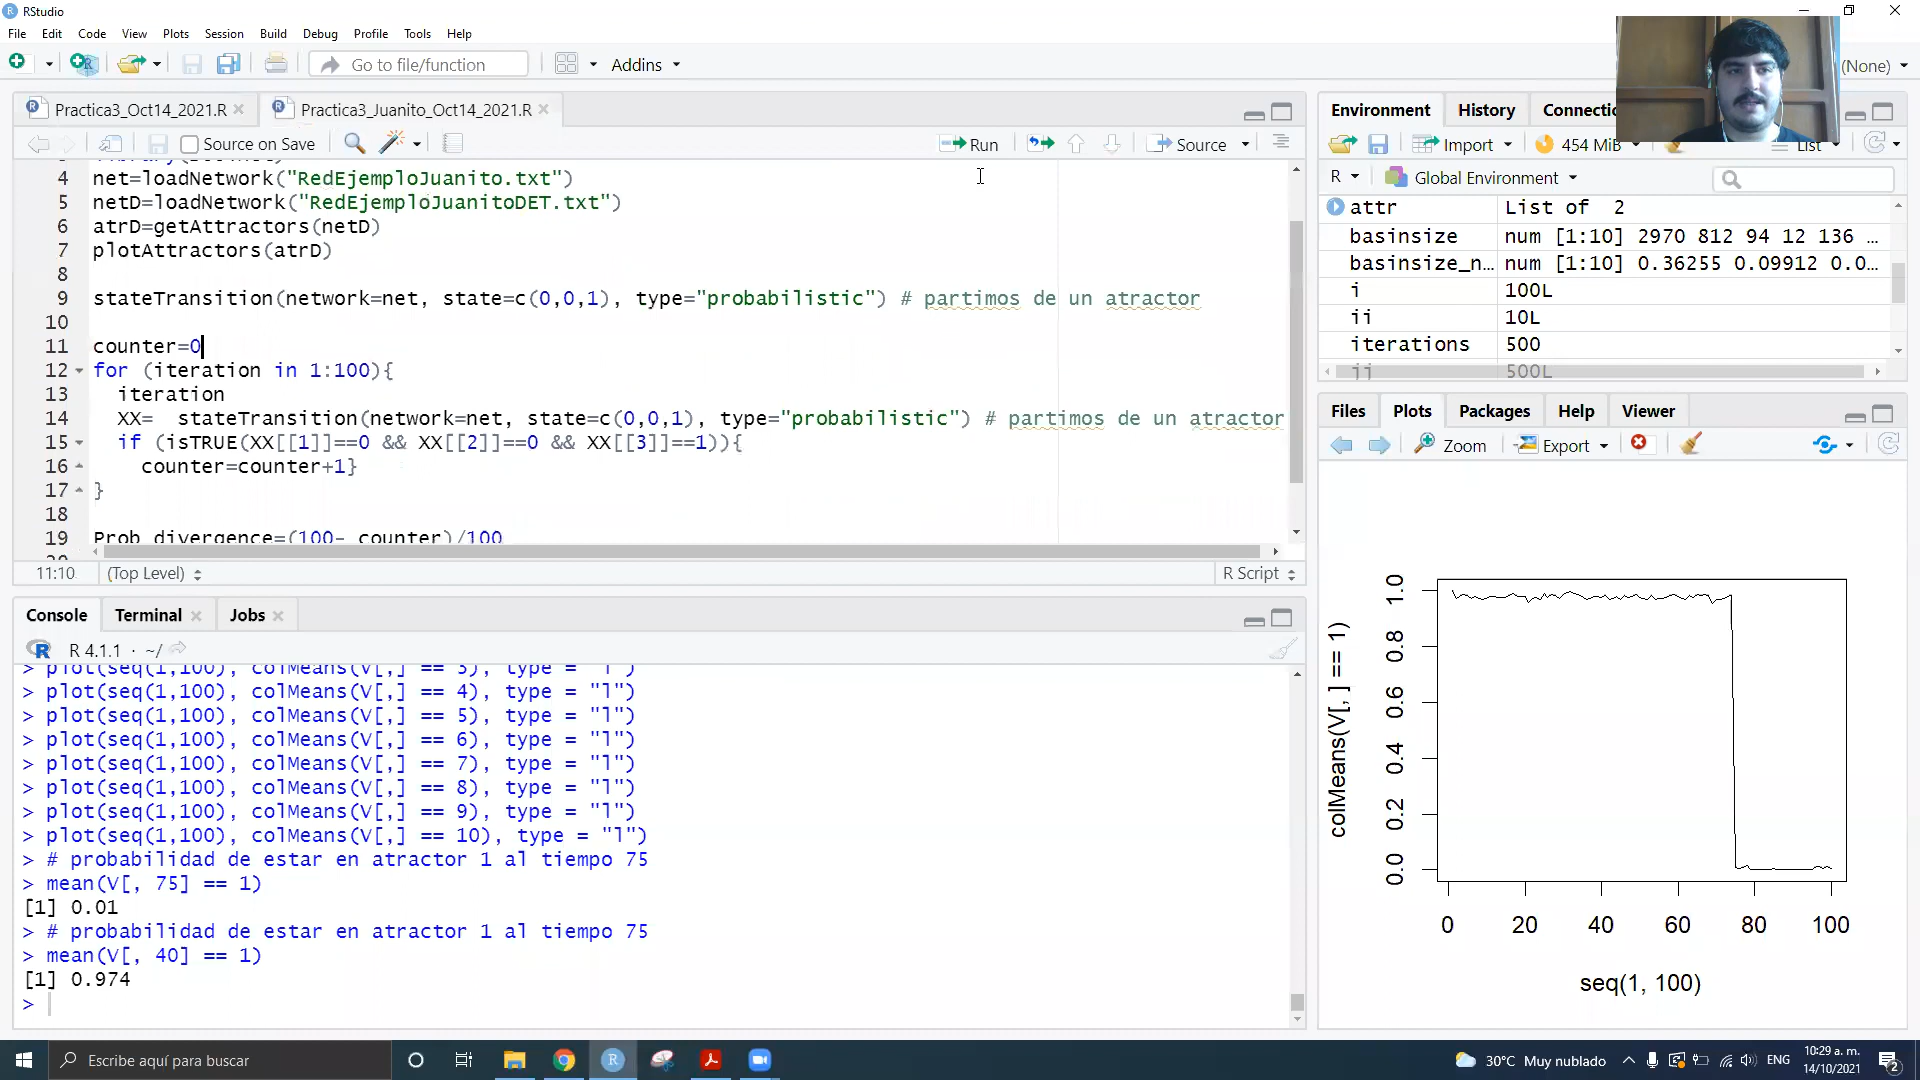 RStudio
File Edit Code View Plots Session Build Debug Profile Tools Help
Go to file/function Addins (None)
Practica3_Oct14_2021.R Practica3_Juanito_Oct14_2021.R
Source on Save Run Source
4 net=loadNetwork("RedEjemploJuanito.txt")
5 netD=loadNetwork("RedEjemploJuanitoDET.txt")
6 atrD=getAttractors(netD)
7 plotAttractors(atrD)
8
9 stateTransition(network=net, state=c(0,0,1), type="probabilistic") # partimos de un atractor
10
11 counter=0
12 for (iteration in 1:100){
13 iteration
14 XX= stateTransition(network=net, state=c(0,0,1), type="probabilistic") # partimos de un atractor
15 if (isTRUE(XX[[1]]==0 && XX[[2]]==0 && XX[[3]]==1)){
16 counter=counter+1}
17 }
18
19 Prob_divergence=(100- counter)/100
11:10 (Top Level) R Script
Console Terminal Jobs
R 4.1.1 · ~/
> plot(seq(1,100), colMeans(V[,] == 3), type = "l")
> plot(seq(1,100), colMeans(V[,] == 4), type = "l")
> plot(seq(1,100), colMeans(V[,] == 5), type = "l")
> plot(seq(1,100), colMeans(V[,] == 6), type = "l")
> plot(seq(1,100), colMeans(V[,] == 7), type = "l")
> plot(seq(1,100), colMeans(V[,] == 8), type = "l")
> plot(seq(1,100), colMeans(V[,] == 9), type = "l")
> plot(seq(1,100), colMeans(V[,] == 10), type = "l")
> # probabilidad de estar en atractor 1 al tiempo 75
> mean(V[, 75] == 1)
[1] 0.01
> # probabilidad de estar en atractor 1 al tiempo 75
> mean(V[, 40] == 1)
[1] 0.974
>
Environment History Connectio
Import 454 MiB List
R Global Environment
attr List of 2
basinsize num [1:10] 2970 812 94 12 136 ...
basinsize_n... num [1:10] 0.36255 0.09912 0.0...
i 100L
ii 10L
iterations 500
jj 500L
Files Plots Packages Help Viewer
Zoom Export
colMeans(V[, ] == 1)
1.0
0.8
0.6
0.4
0.2
0.0
0 20 40 60 80 100
seq(1, 100)
Escribe aquí para buscar
30°C Muy nublado ENG 10:29 a. m.
14/10/2021
2